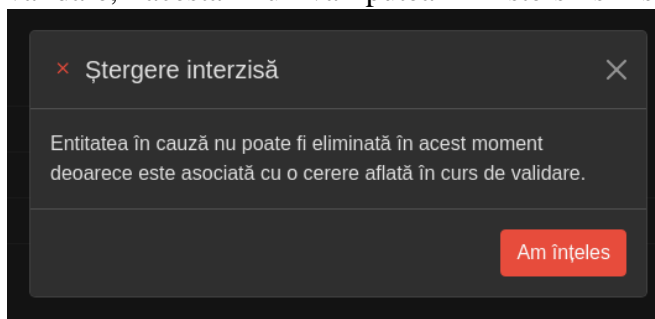 × Ștergere interzisă
Entitatea în cauză nu poate fi eliminată în acest moment
deoarece este asociată cu o cerere aflată în curs de validare.
Am înțeles